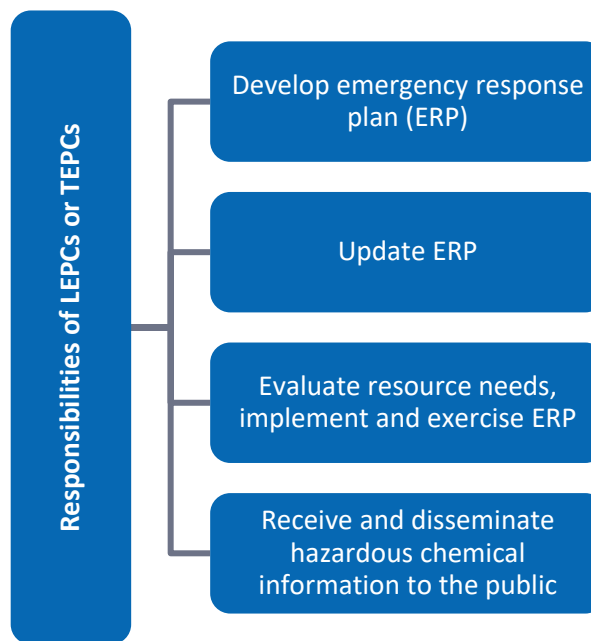 Responsibilities of LEPCs or TEPCs
Develop emergency response
plan (ERP)
Update ERP
Evaluate resource needs,
implement and exercise ERP
Receive and disseminate
hazardous chemical
information to the public